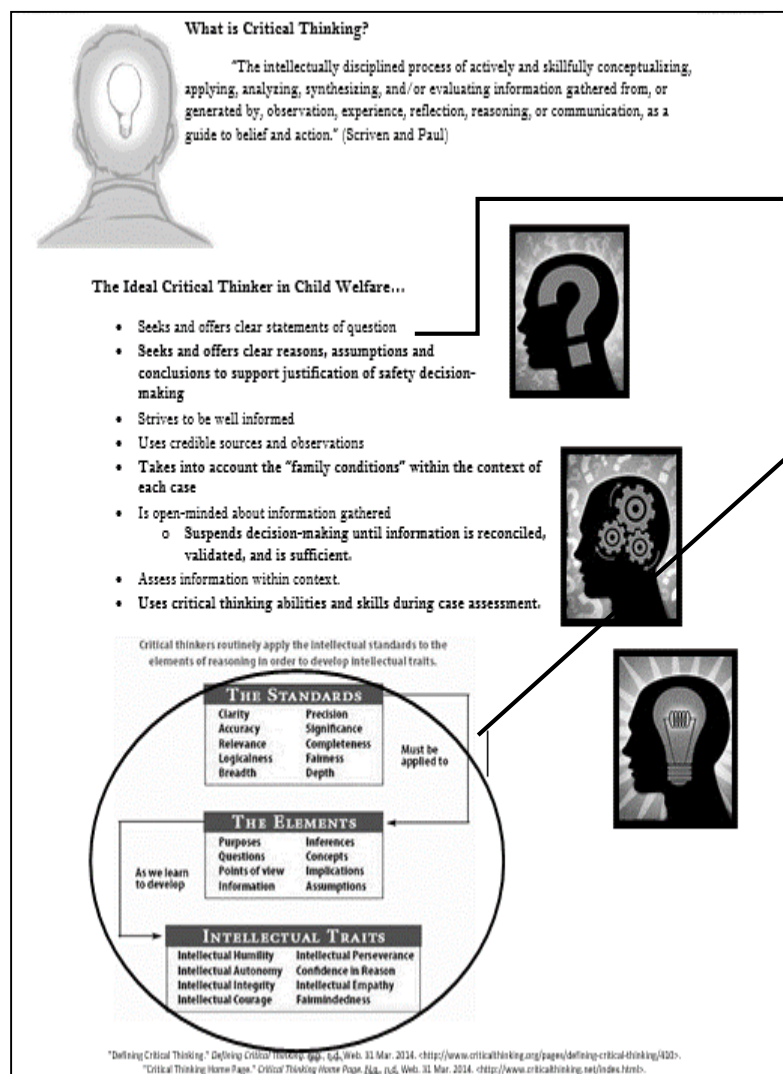 What is Critical Thinking?
"The intellectually disciplined process of actively and skillfully conceptualizing,
applying, analyzing, synthesizing, and/or evaluating information gathered from, or
generated by, observation, experience, reflection, reasoning, or communication, as a
guide to belief and action." (Scriven and Paul)
The Ideal Critical Thinker in Child Welfare...
• Seeks and offers clear statements of question
• Seeks and offers clear reasons, assumptions and
conclusions to support justification of safety decision-
making
• Strives to be well informed
• Uses credible sources and observations
• Takes into account the "family conditions" within the context of
each case
• Is open-minded about information gathered
o Suspends decision-making until information is reconciled,
validated, and is sufficient.
• Assess information within context.
• Uses critical thinking abilities and skills during case assessment.
Critical thinkers routinely apply the intellectual standards to the
elements of reasoning in order to develop intellectual traits.
THE STANDARDS
Clarity Precision
Accuracy Significance
Relevance Completeness
Logicalness Fairness
Breadth Depth
Must be
applied to
THE ELEMENTS
Purposes Inferences
Questions Concepts
Points of view Implications
Information Assumptions
As we learn
to develop
INTELLECTUAL TRAITS
Intellectual Humility Intellectual Perseverance
Intellectual Autonomy Confidence in Reason
Intellectual Integrity Intellectual Empathy
Intellectual Courage Fairmindedness
"Defining Critical Thinking." Defining Critical Thinking. N.p., n.d. Web. 31 Mar. 2014. <http://www.criticalthinking.org/pages/defining-critical-thinking/410>.
"Critical Thinking Home Page." Critical Thinking Home Page. N.p., n.d. Web. 31 Mar. 2014. <http://www.criticalthinking.net/index.html>.